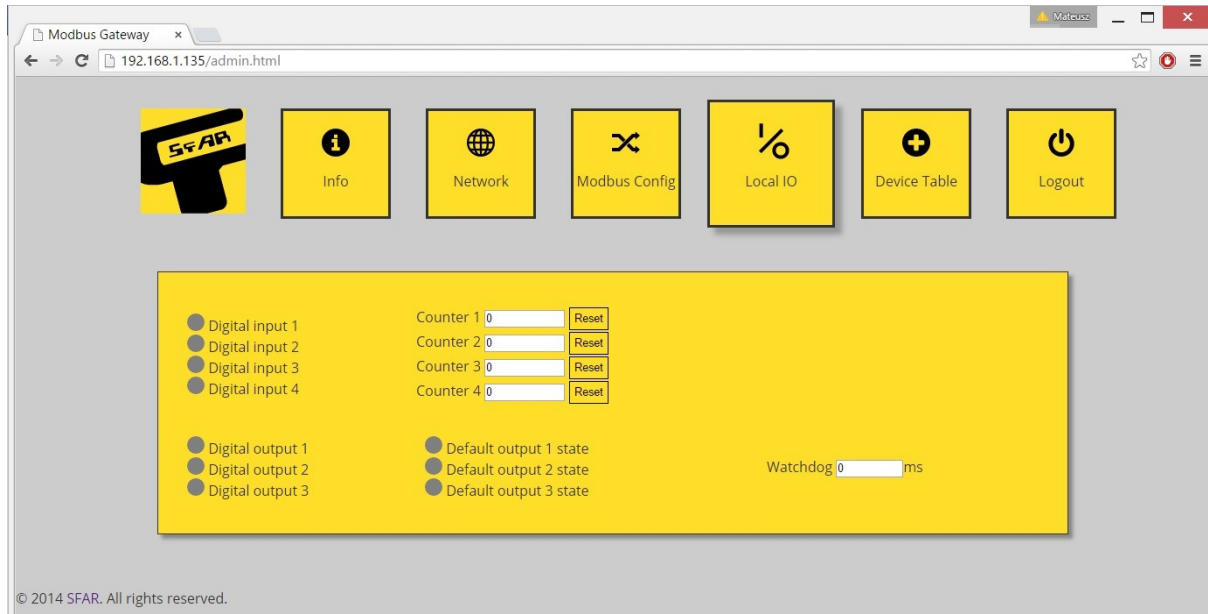 Mateusz
Modbus Gateway
192.168.1.135/admin.html
SFAR
Info
Network
Modbus Config
Local IO
Device Table
Logout
Digital input 1
Digital input 2
Digital input 3
Digital input 4
Counter 1 0 Reset
Counter 2 0 Reset
Counter 3 0 Reset
Counter 4 0 Reset
Digital output 1
Digital output 2
Digital output 3
Default output 1 state
Default output 2 state
Default output 3 state
Watchdog 0 ms
© 2014 SFAR. All rights reserved.